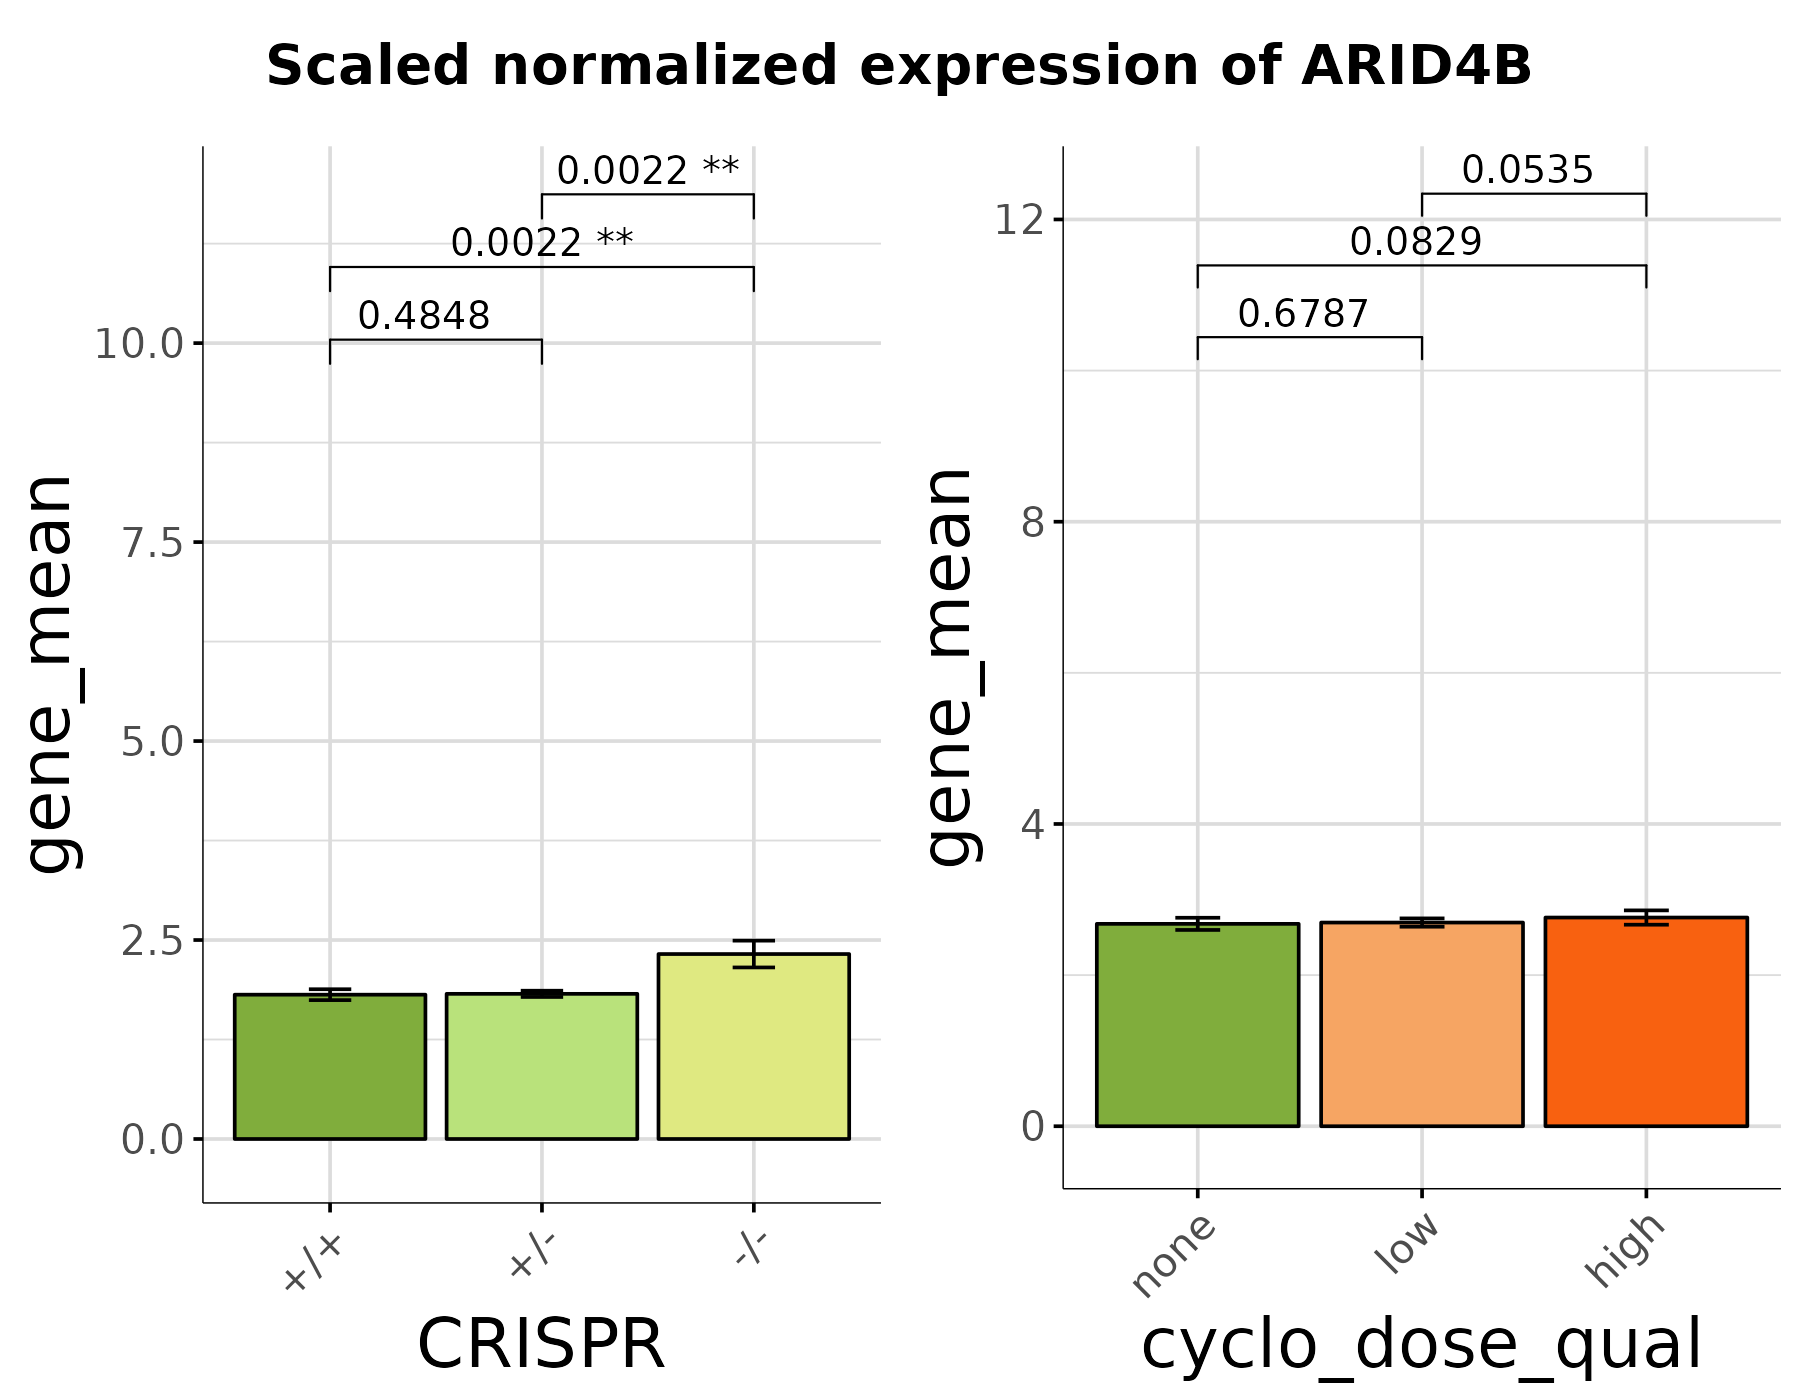 Scaled normalized expression of ARID4B
gene_mean
10.0
7.5
5.0
2.5
0.0
0.0022 **
0.0022 **
0.4848
+/+
+/-
-/-
CRISPR
gene_mean
12
8
4
0
0.0535
0.0829
0.6787
none
low
high
cyclo_dose_qual